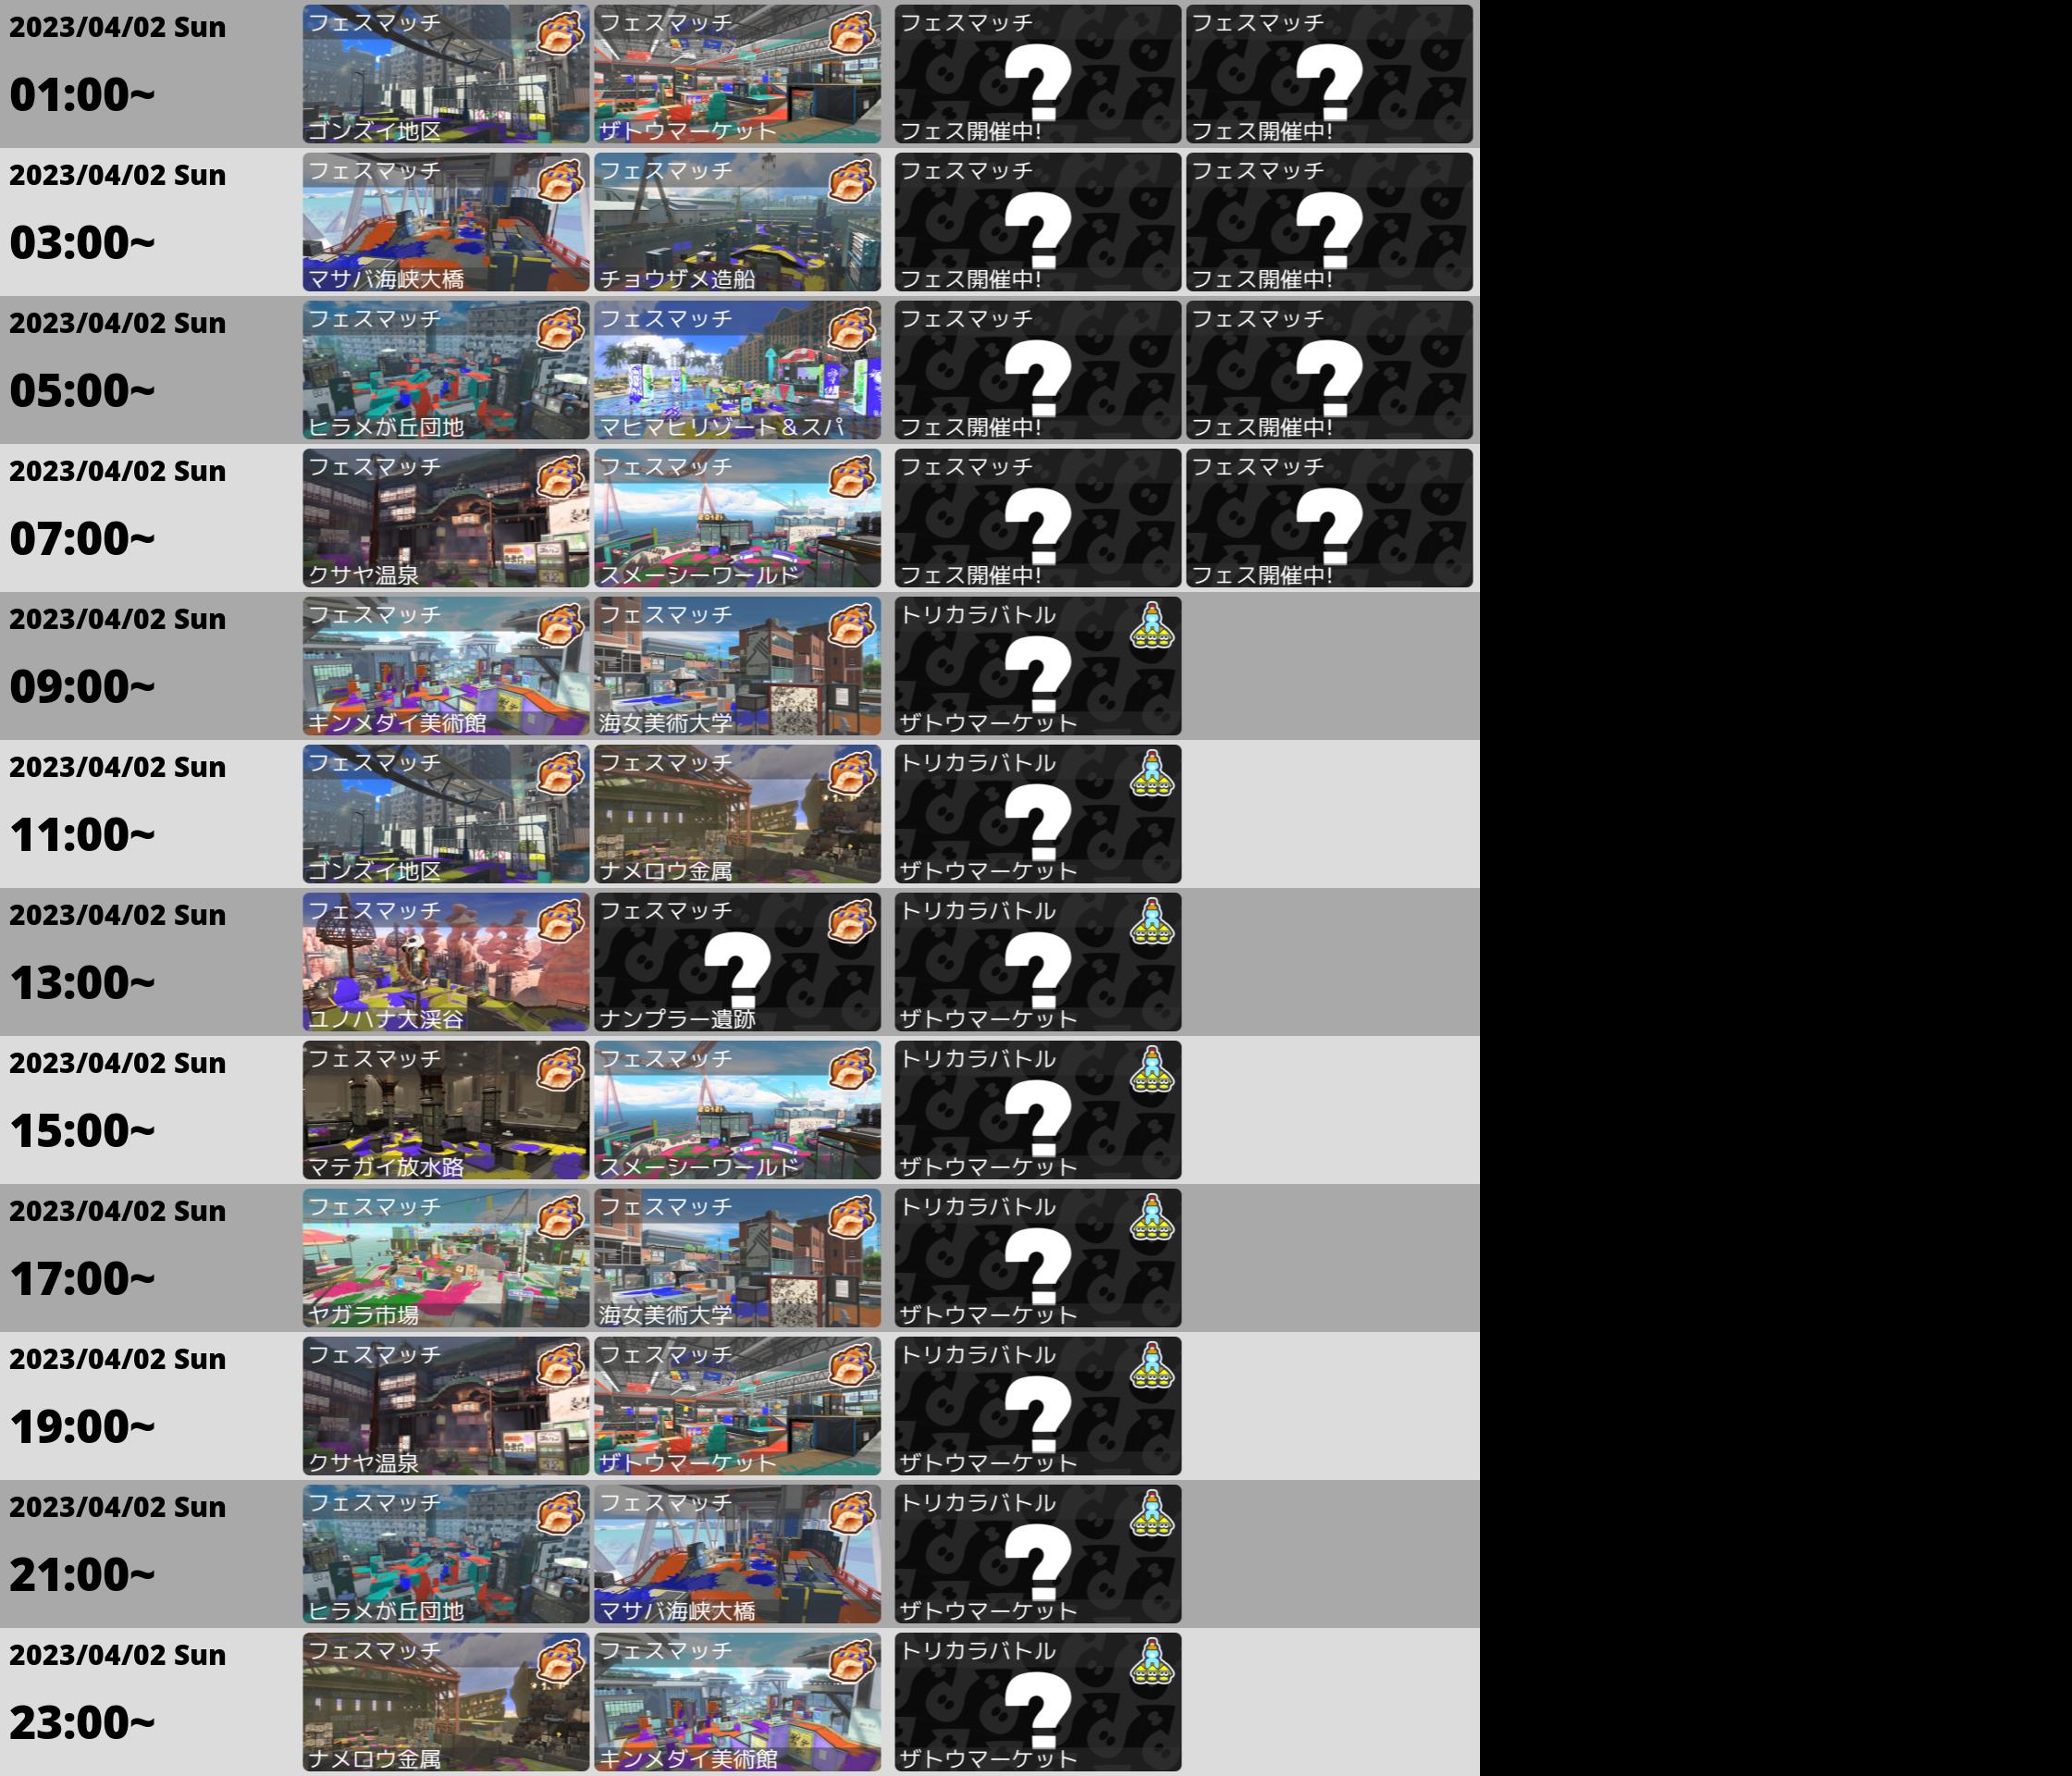 2023/04/02 Sun
01:00~
フェスマッチ
ゴンズイ地区
フェスマッチ
ザトウマーケット
フェスマッチ
フェス開催中!
フェスマッチ
フェス開催中!
2023/04/02 Sun
03:00~
フェスマッチ
マサバ海峡大橋
フェスマッチ
チョウザメ造船
フェスマッチ
フェス開催中!
フェスマッチ
フェス開催中!
2023/04/02 Sun
05:00~
フェスマッチ
ヒラメが丘団地
フェスマッチ
マヒマヒリゾート＆スパ
フェスマッチ
フェス開催中!
フェスマッチ
フェス開催中!
2023/04/02 Sun
07:00~
フェスマッチ
クサヤ温泉
フェスマッチ
スメーシーワールド
フェスマッチ
フェス開催中!
フェスマッチ
フェス開催中!
2023/04/02 Sun
09:00~
フェスマッチ
キンメダイ美術館
フェスマッチ
海女美術大学
トリカラバトル
ザトウマーケット
2023/04/02 Sun
11:00~
フェスマッチ
ゴンズイ地区
フェスマッチ
ナメロウ金属
トリカラバトル
ザトウマーケット
2023/04/02 Sun
13:00~
フェスマッチ
ユノハナ大渓谷
フェスマッチ
ナンプラー遺跡
トリカラバトル
ザトウマーケット
2023/04/02 Sun
15:00~
フェスマッチ
マテガイ放水路
フェスマッチ
スメーシーワールド
トリカラバトル
ザトウマーケット
2023/04/02 Sun
17:00~
フェスマッチ
ヤガラ市場
フェスマッチ
海女美術大学
トリカラバトル
ザトウマーケット
2023/04/02 Sun
19:00~
フェスマッチ
クサヤ温泉
フェスマッチ
ザトウマーケット
トリカラバトル
ザトウマーケット
2023/04/02 Sun
21:00~
フェスマッチ
ヒラメが丘団地
フェスマッチ
マサバ海峡大橋
トリカラバトル
ザトウマーケット
2023/04/02 Sun
23:00~
フェスマッチ
ナメロウ金属
フェスマッチ
キンメダイ美術館
トリカラバトル
ザトウマーケット